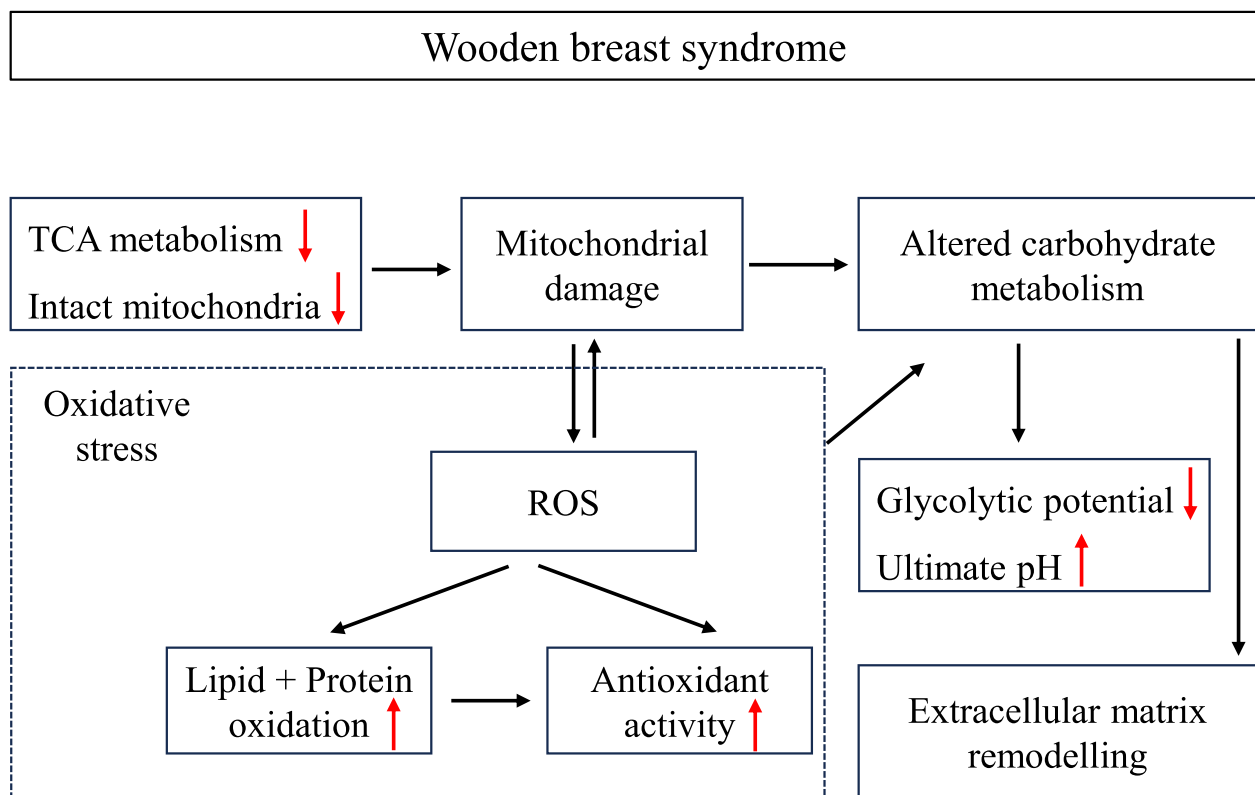 Wooden breast syndrome
TCA metabolism
Intact mitochondria
Mitochondrial
damage
Altered carbohydrate
metabolism
Oxidative
stress
ROS
Glycolytic potential
Ultimate pH
Lipid + Protein
oxidation
Antioxidant
activity
Extracellular matrix
remodelling